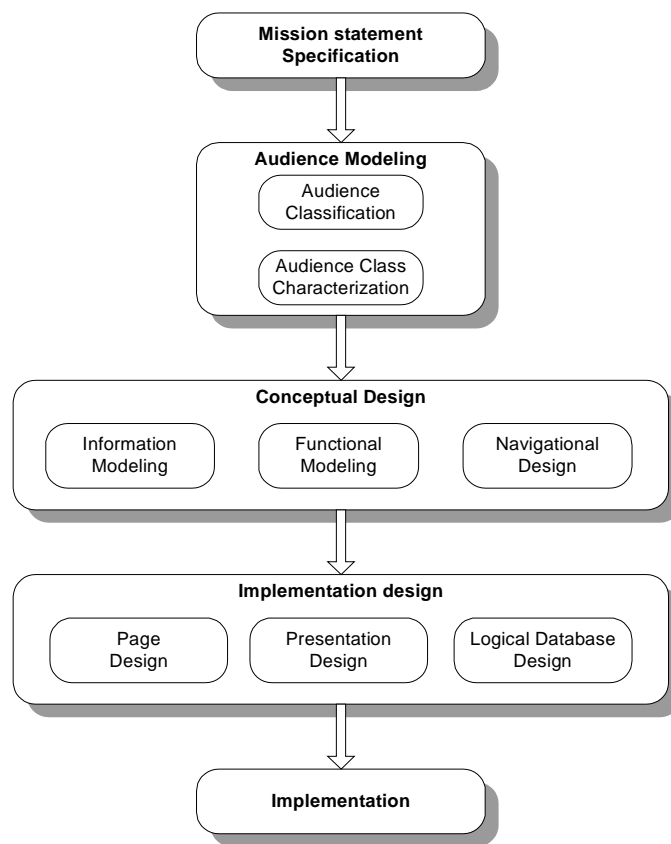 Mission statement
Specification
Audience Modeling
Audience
Classification
Audience Class
Characterization
Conceptual Design
Information
Modeling
Functional
Modeling
Navigational
Design
Implementation design
Page
Design
Presentation
Design
Logical Database
Design
Implementation